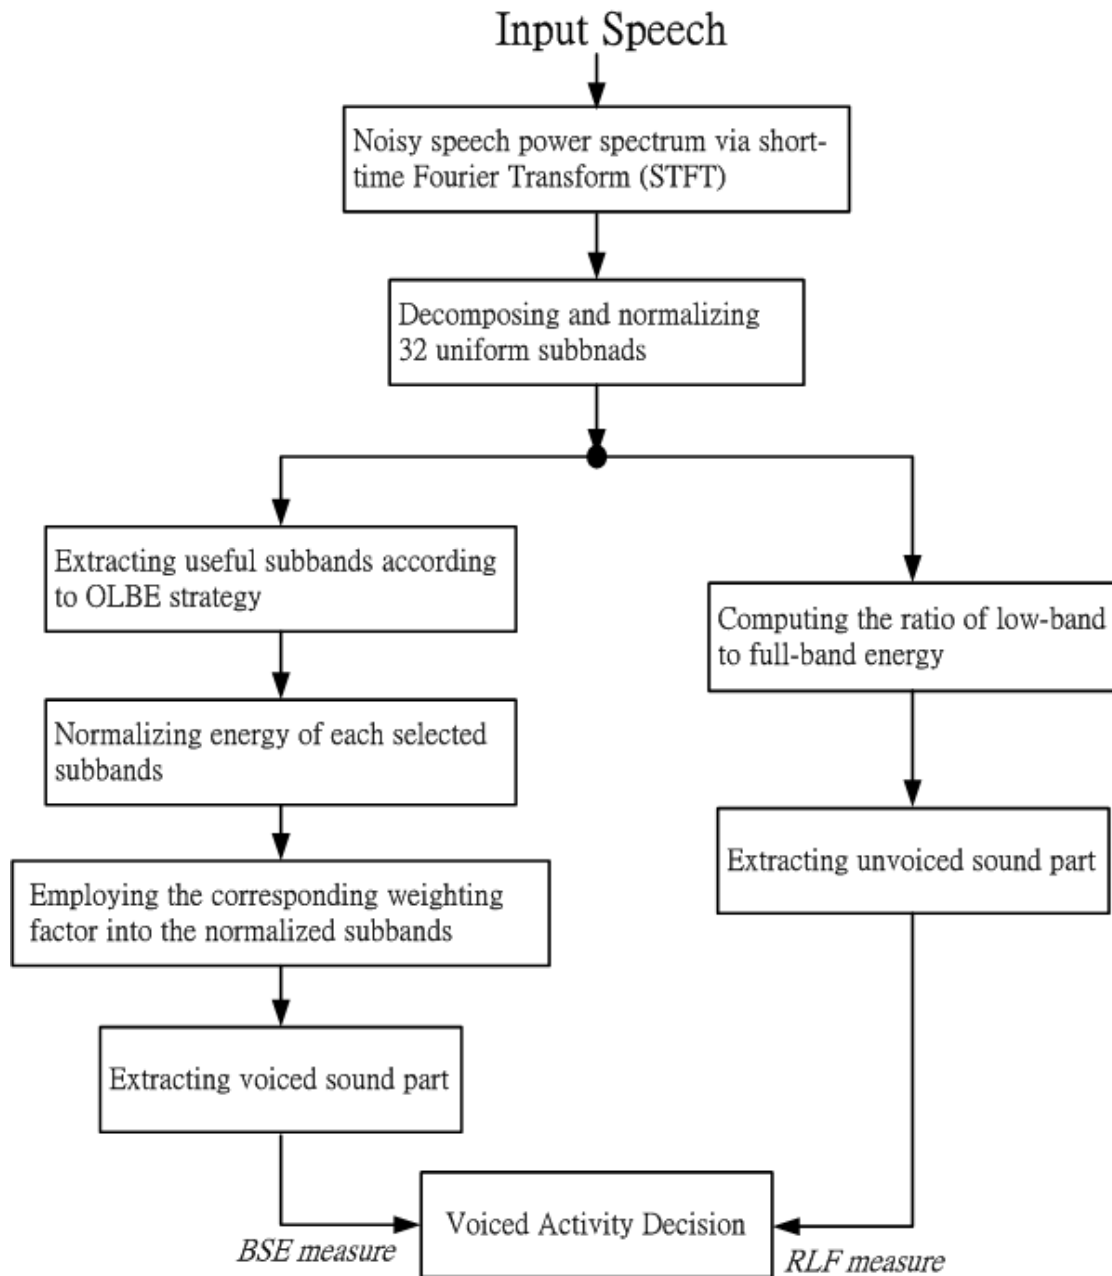 Input Speech
Noisy speech power spectrum via short-
time Fourier Transform (STFT)
Decomposing and normalizing
32 uniform subbnads
Extracting useful subbands according
to OLBE strategy
Normalizing energy of each selected
subbands
Employing the corresponding weighting
factor into the normalized subbands
Extracting voiced sound part
Computing the ratio of low-band
to full-band energy
Extracting unvoiced sound part
Voiced Activity Decision
BSE measure
RLF measure